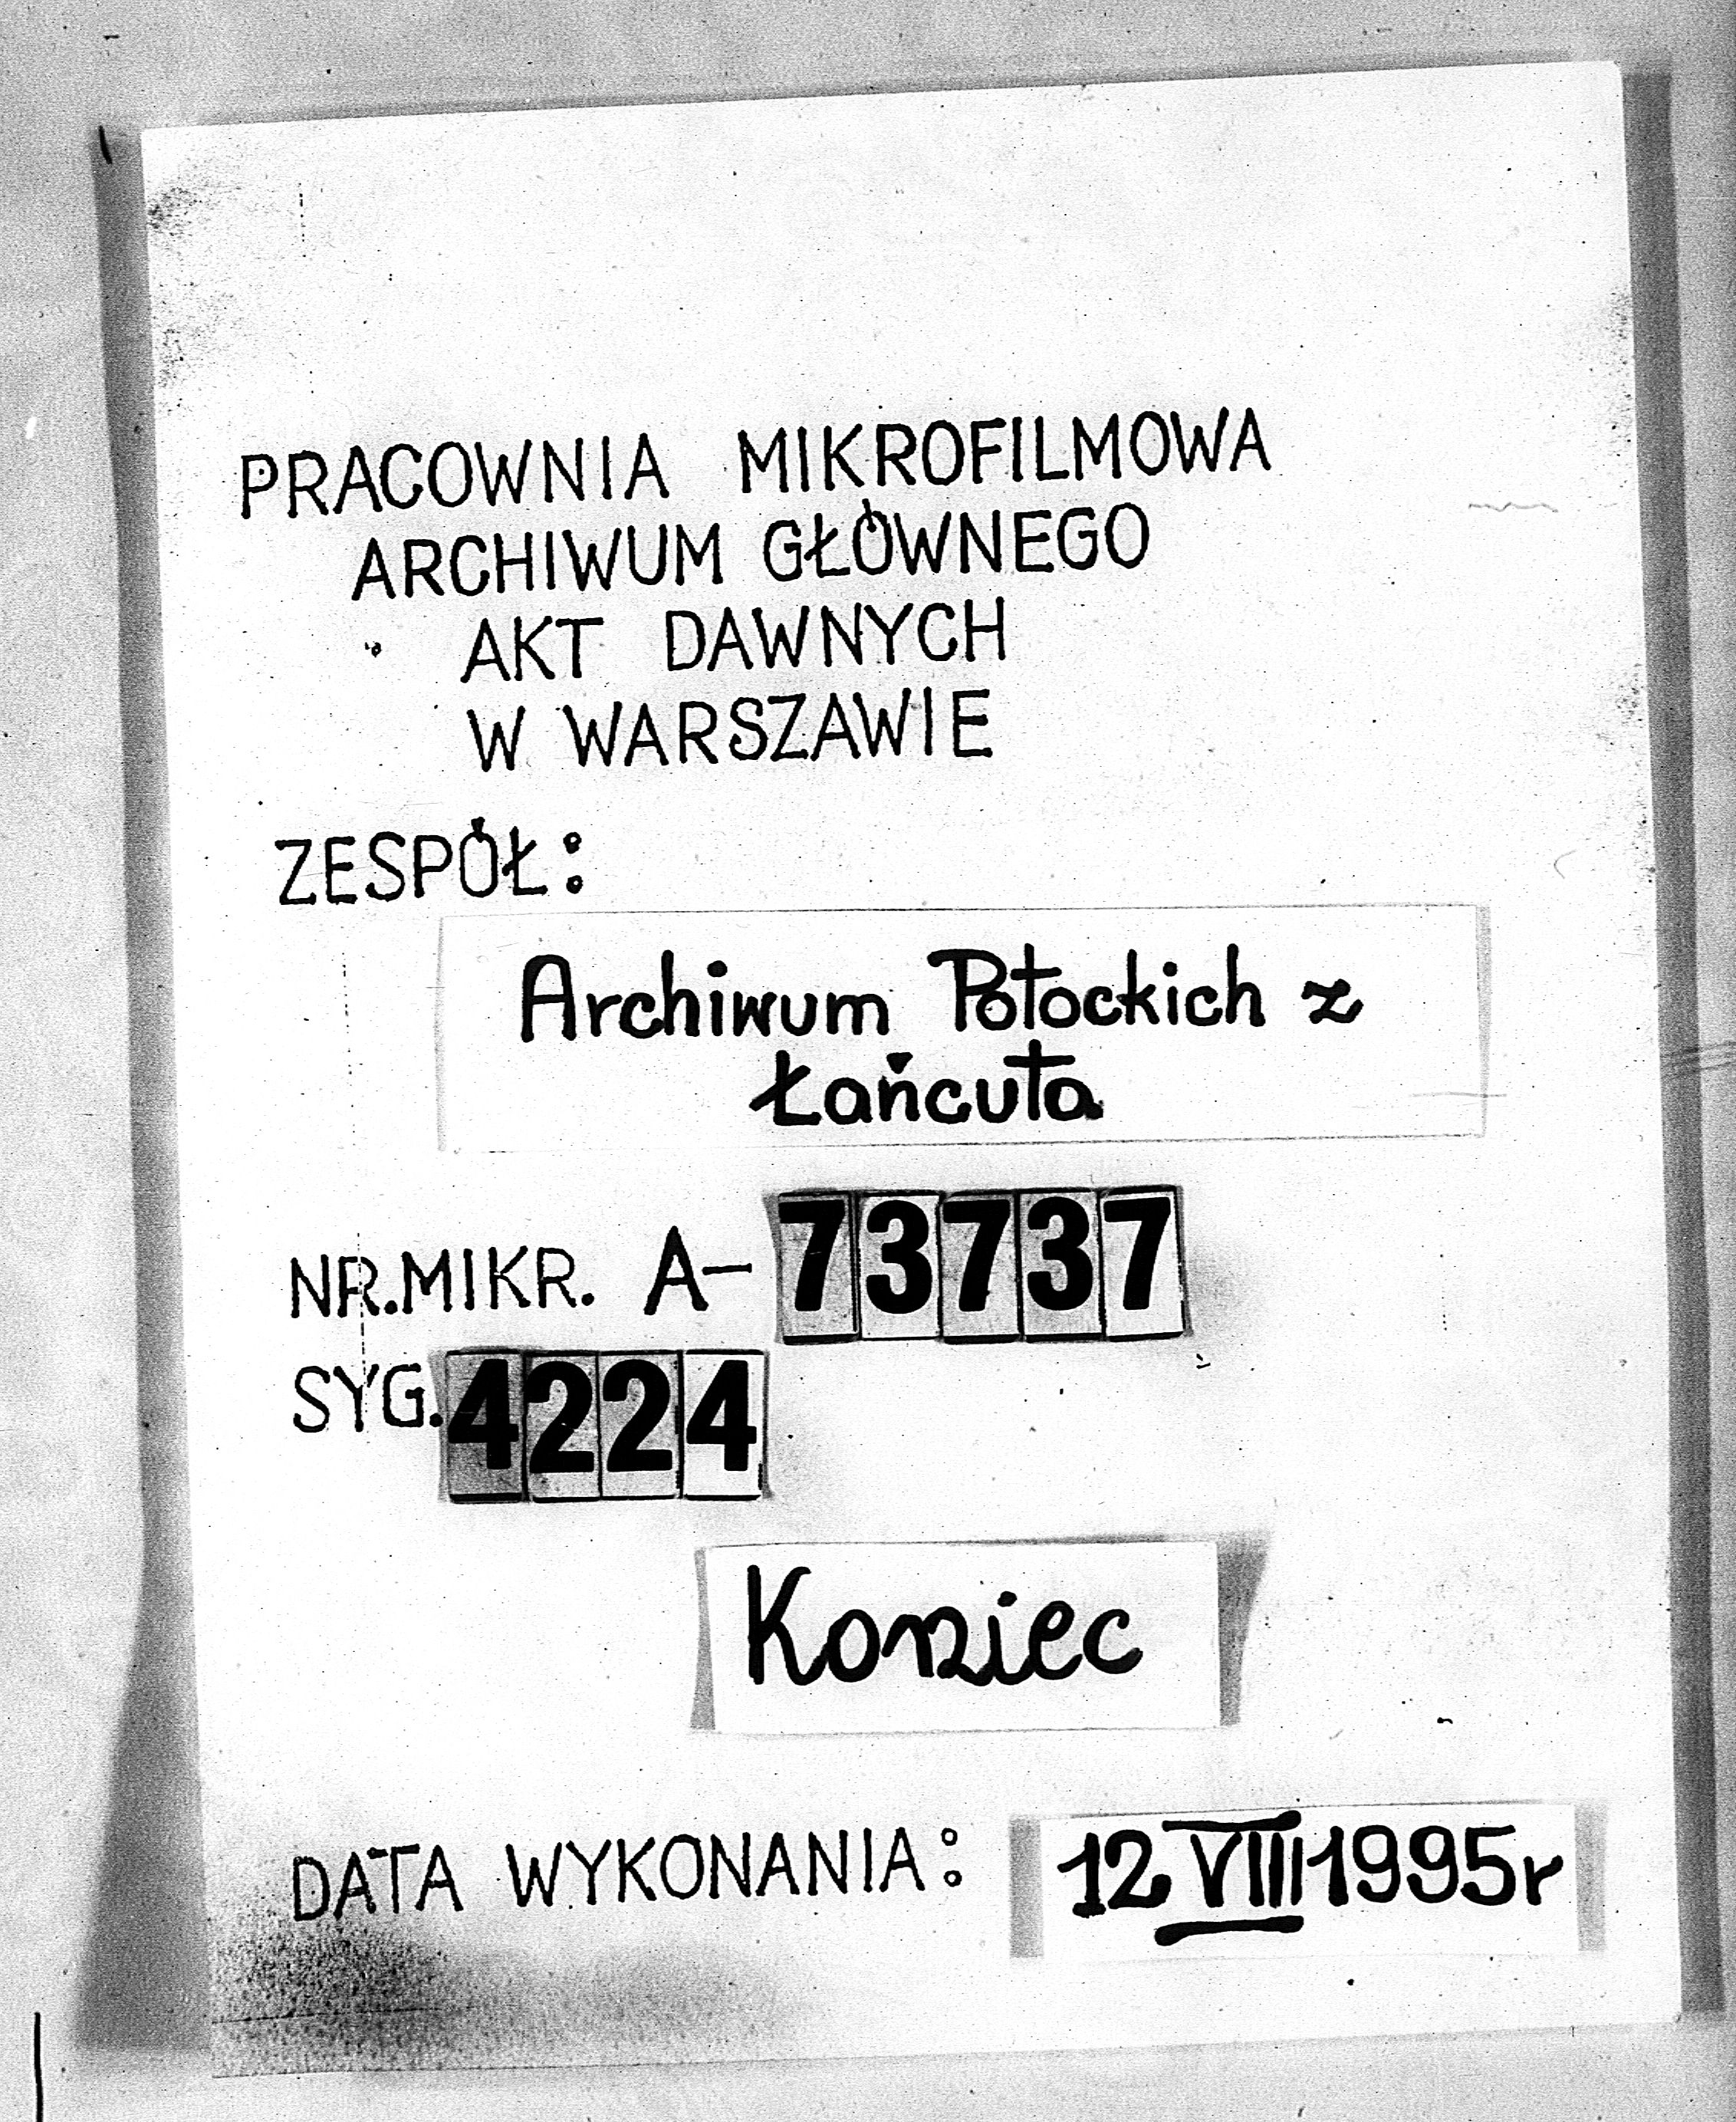 PRACOWNIA MIKROFILMOWA
ARCHIWUM GŁÓWNEGO
AKT DAWNYCH
W WARSZAWIE
ZESPÓŁ:
Archiwum Potockich z
Łańcuta
NR.MIKR. A-73737
SYG. 4224
Koniec
DATA WYKONANIA: 12 VIII 1995r